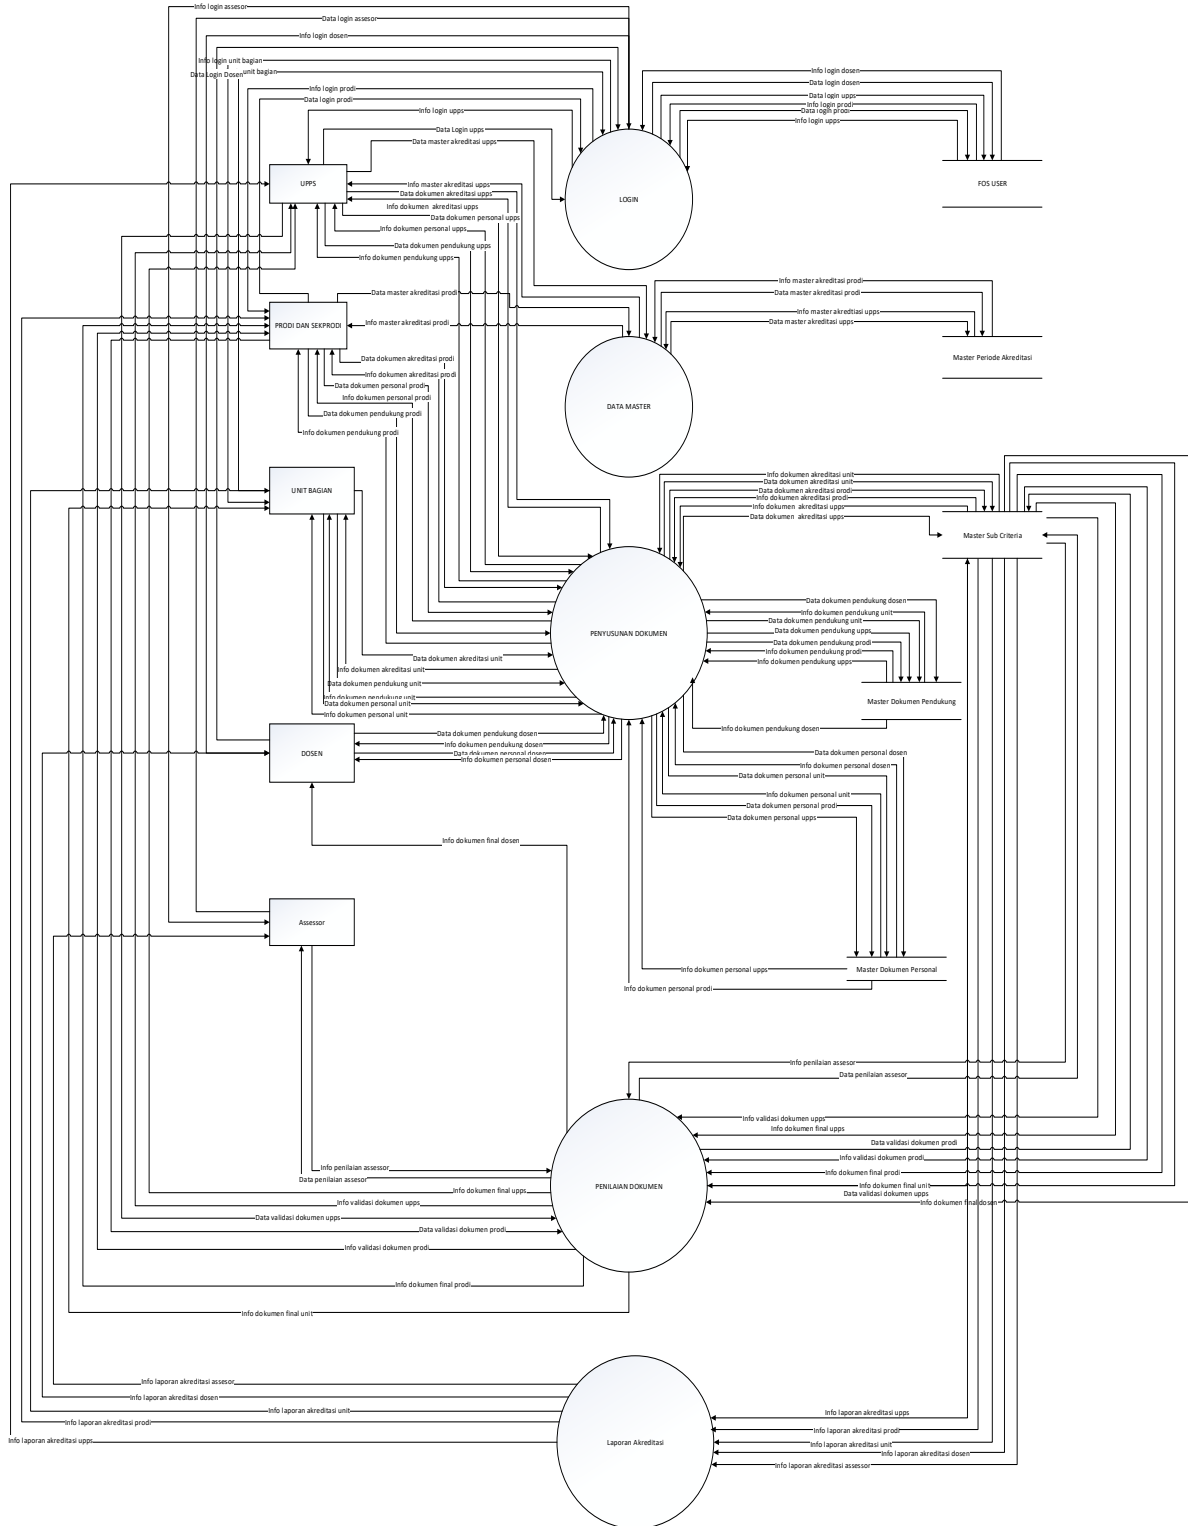 Info login assesor
Data login assesor
Info login dosen
Info login unit bagian
Data Login Dosen
unit bagian
Info login prodi
Data login prodi
Info login upps
Data Login upps
Data master akreditasi upps
Info login dosen
Data login dosen
Data login upps
Info login prodi
Data login prodi
Info login upps
UPPS
LOGIN
FOS USER
Info master akreditasi upps
Data dokumen akreditasi upps
Info dokumen akreditasi upps
Data dokumen personal upps
Info dokumen personal upps
Data dokumen pendukung upps
Info dokumen pendukung upps
Data master akreditasi prodi
PRODI DAN SEKPRODI
Info master akreditasi prodi
Info master akreditasi prodi
Data master akreditasi prodi
Info master akredtiasi upps
Data master akreditasi upps
Master Periode Akreditasi
DATA MASTER
Data dokumen akreditasi prodi
Info dokumen akreditasi prodi
Data dokumen personal prodi
Info dokumen personal prodi
Data dokumen pendukung prodi
Info dokumen pendukung prodi
UNIT BAGIAN
Info dokumen akreditasi unit
Data dokumen akreditasi unit
Data dokumen akreditasi prodi
Info dokumen akreditasi prodi
Info dokumen akreditasi upps
Data dokumen akreditasi upps
Master Sub Criteria
PENYUSUNAN DOKUMEN
Data dokumen pendukung dosen
Info dokumen pendukung unit
Data dokumen pendukung unit
Data dokumen pendukung upps
Data dokumen pendukung prodi
Info dokumen pendukung prodi
Info dokumen pendukung upps
Master Dokumen Pendukung
Info dokumen pendukung dosen
Data dokumen akreditasi unit
Info dokumen akreditasi unit
Data dokumen pendukung unit
Info dokumen pendukung unit
Data dokumen personal unit
Info dokumen personal unit
DOSEN
Data dokumen pendukung dosen
Info dokumen pendukung dosen
Data dokumen personal dosen
Info dokumen personal dosen
Data dokumen personal dosen
Info dokumen personal dosen
Data dokumen personal unit
Info dokumen personal unit
Data dokumen personal prodi
Data dokumen personal upps
Info dokumen final dosen
Assessor
Info dokumen personal upps
Master Dokumen Personal
Info dokumen personal prodi
Info penilaian assesor
Data penilaian assesor
Info validasi dokumen upps
Info dokumen final upps
Data validasi dokumen prodi
Info validasi dokumen prodi
Info dokumen final prodi
Info dokumen final unit
Data validasi dokumen upps
Info dokumen final dosen
PENILAIAN DOKUMEN
Info penilaian assessor
Data penilaian assesor
Info dokumen final upps
Info validasi dokumen upps
Data validasi dokumen upps
Data validasi dokumen prodi
Info validasi dokumen prodi
Info dokumen final prodi
Info dokumen final unit
Info laporan akreditasi assesor
Info laporan akreditasi dosen
Info laporan akreditasi unit
Info laporan akreditasi prodi
Info laporan akreditasi upps
Laporan Akreditasi
Info laporan akreditasi upps
Info laporan akreditasi prodi
Info laporan akreditasi unit
Info laporan akreditasi dosen
Info laporan akreditasi assessor